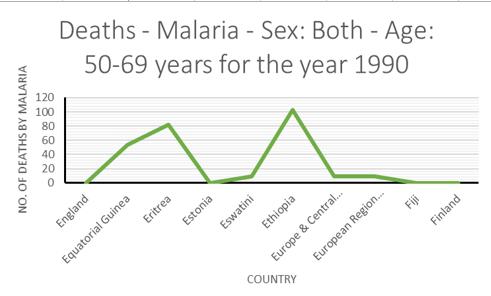 Deaths - Malaria - Sex: Both - Age:
50-69 years for the year 1990
NO. OF DEATHS BY MALARIA
120
100
80
60
40
20
0
England
Equatorial Guinea
Eritrea
Estonia
Eswatini
Ethiopia
Europe & Central...
European Region...
Fiji
Finland
COUNTRY